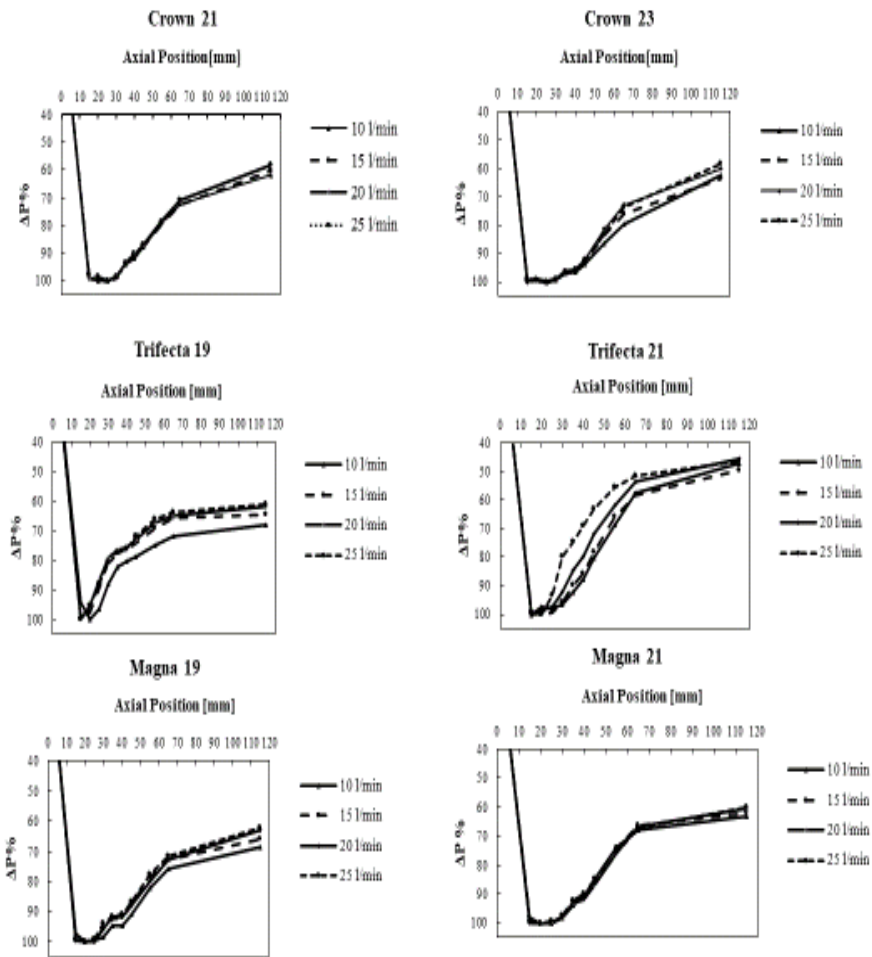 Crown 21
Axial Position[mm]
0 10 20 30 40 50 60 70 80 90 100 110 120
40
50
60
70
80
90
100
ΔP%
10 l/min
15 l/min
20 l/min
25 l/min
Crown 23
Axial Position[mm]
0 10 20 30 40 50 60 70 80 90 100 110 120
40
50
60
70
80
90
100
ΔP%
10 l/min
15 l/min
20 l/min
25 l/min
Trifecta 19
Axial Position [mm]
0 10 20 30 40 50 60 70 80 90 100 110 120
40
50
60
70
80
90
100
ΔP%
10 l/min
15 l/min
20 l/min
25 l/min
Trifecta 21
Axial Position [mm]
0 10 20 30 40 50 60 70 80 90 100 110 120
40
50
60
70
80
90
100
ΔP%
10 l/min
15 l/min
20 l/min
25 l/min
Magna 19
Axial Position [mm]
0 10 20 30 40 50 60 70 80 90 100 110 120
40
50
60
70
80
90
100
ΔP%
10 l/min
15 l/min
20 l/min
25 l/min
Magna 21
Axial Position [mm]
0 10 20 30 40 50 60 70 80 90 100 110 120
40
50
60
70
80
90
100
ΔP %
10 l/min
15 l/min
20 l/min
25 l/min